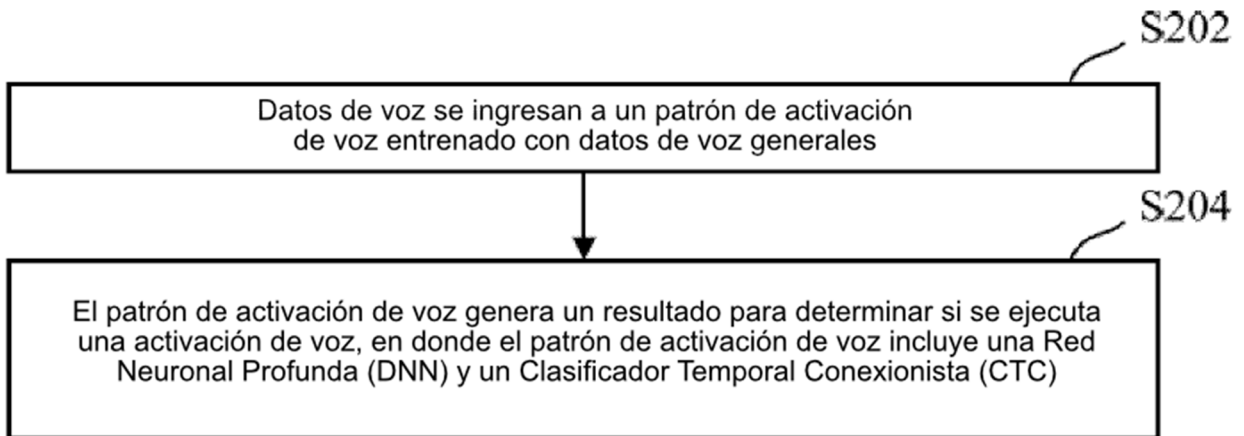 S202
Datos de voz se ingresan a un patrón de activación
de voz entrenado con datos de voz generales
S204
El patrón de activación de voz genera un resultado para determinar si se ejecuta
una activación de voz, en donde el patrón de activación de voz incluye una Red
Neuronal Profunda (DNN) y un Clasificador Temporal Conexionista (CTC)